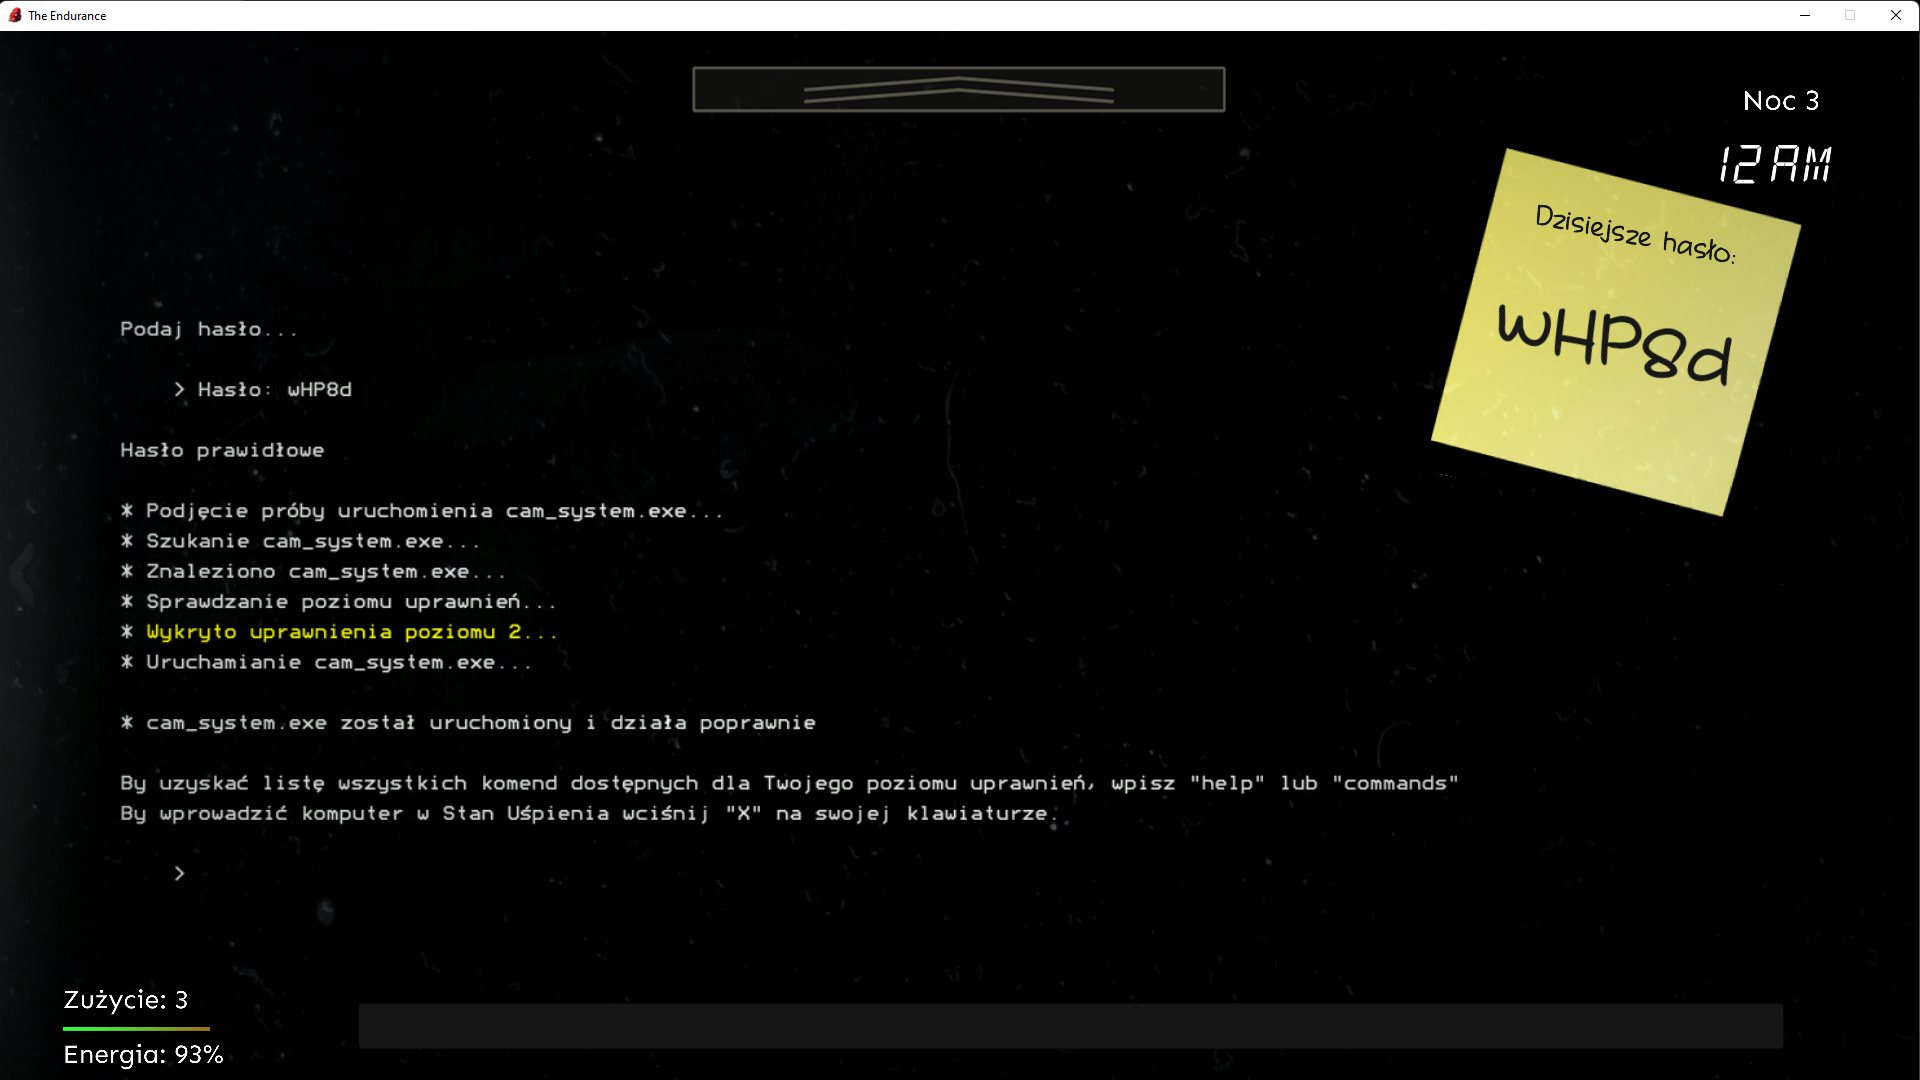 The Endurance
Noc 3
12 AM
Dzisiejsze hasło:
wHP8d
Podaj hasło...
> Hasło: wHP8d
Hasło prawidłowe
* Podjęcie próby uruchomienia cam_system.exe...
* Szukanie cam_system.exe...
* Znaleziono cam_system.exe...
* Sprawdzanie poziomu uprawnień...
* Wykryto uprawnienia poziomu 2...
* Uruchamianie cam_system.exe...
* cam_system.exe został uruchomiony i działa poprawnie
By uzyskać listę wszystkich komend dostępnych dla Twojego poziomu uprawnień, wpisz "help" lub "commands"
By wprowadzić komputer w Stan Uśpienia wciśnij "X" na swojej klawiaturze.
>
Zużycie: 3
Energia: 93%